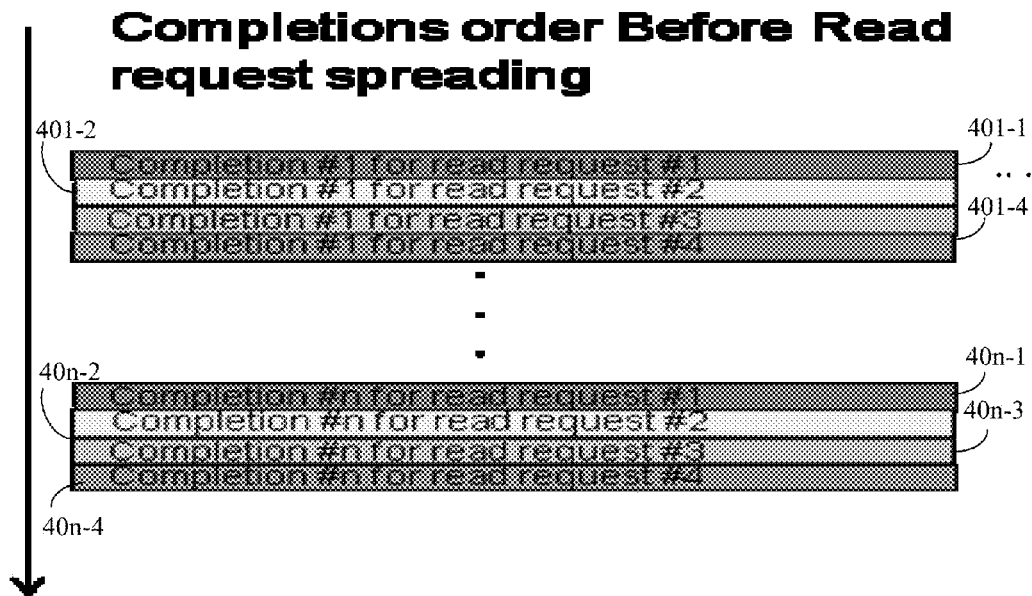 Completions order Before Read
request spreading
401-2
401-1
Completion #1 for read request #1
. . .
Completion #1 for read request #2
401-4
Completion #1 for read request #3
Completion #1 for read request #4
40n-2
40n-1
Completion #n for read request #1
40n-3
Completion #n for read request #2
Completion #n for read request #3
Completion #n for read request #4
40n-4